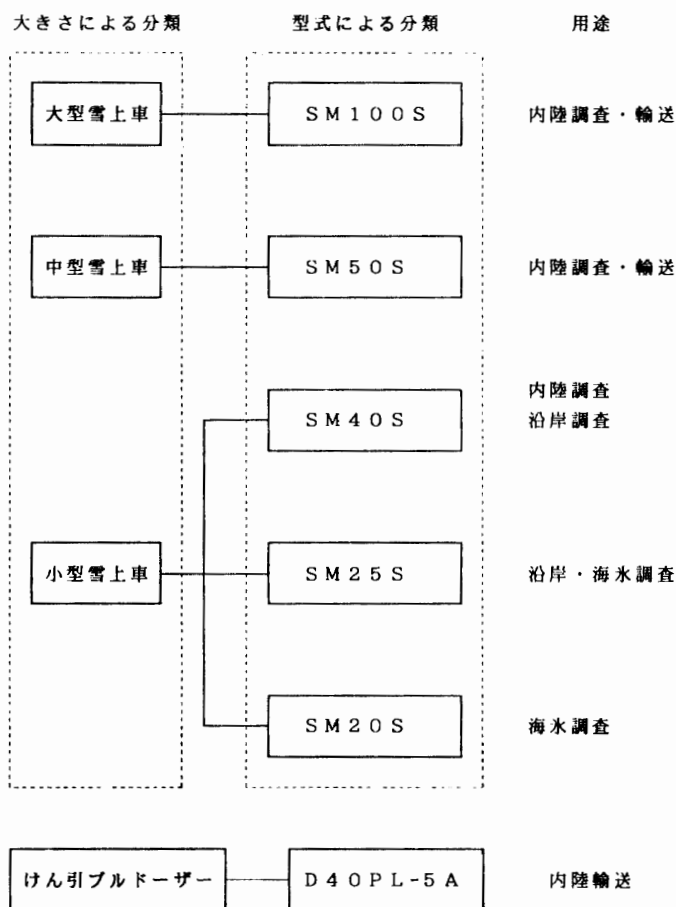 大きさによる分類 型式による分類 用途
大型雪上車 SM100S 内陸調査・輸送
中型雪上車 SM50S 内陸調査・輸送
内陸調査
SM40S 沿岸調査
小型雪上車 SM25S 沿岸・海氷調査
SM20S 海氷調査
けん引ブルドーザー D40PL-5A 内陸輸送